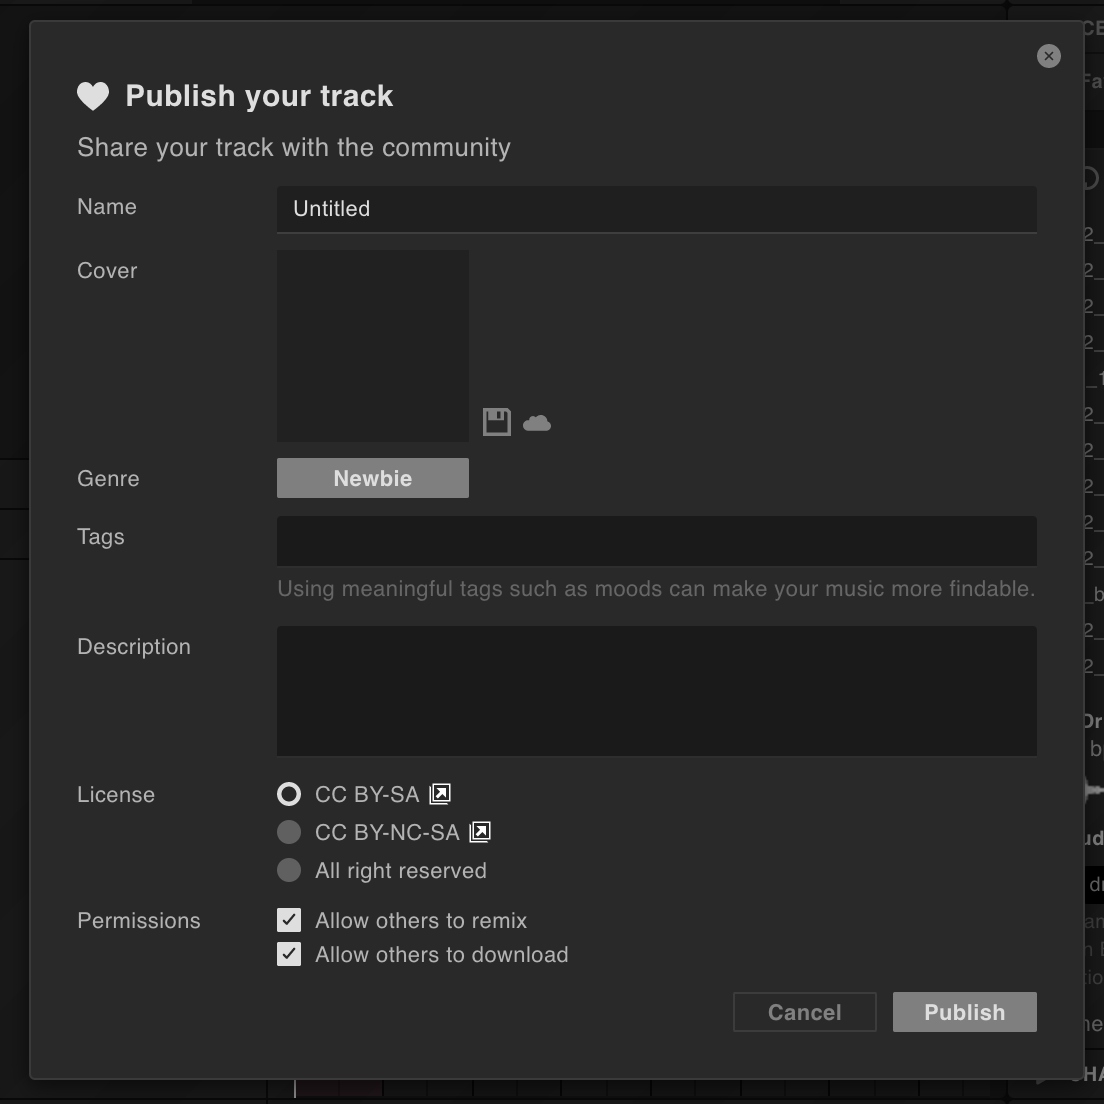 Publish your track
Share your track with the community
Name
Untitled
Cover
Genre
Newbie
Tags
Using meaningful tags such as moods can make your music more findable.
Description
License
CC BY-SA
CC BY-NC-SA
All right reserved
Permissions
Allow others to remix
Allow others to download
Cancel
Publish